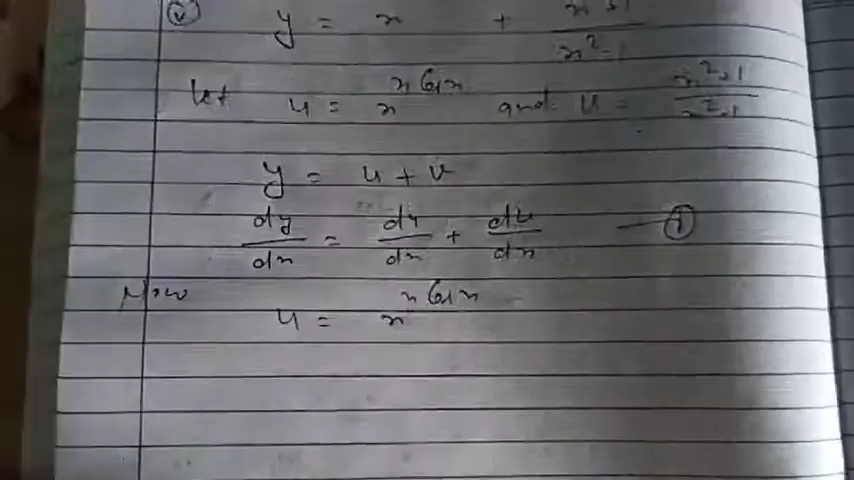 (v) y = x + x²+1 / x²-1
Let u = x^{x cos x} and v = x²+1 / x²-1
y = u + v
dy/dx = du/dx + dv/dx — (1)
Now
u = x^{x cos x}